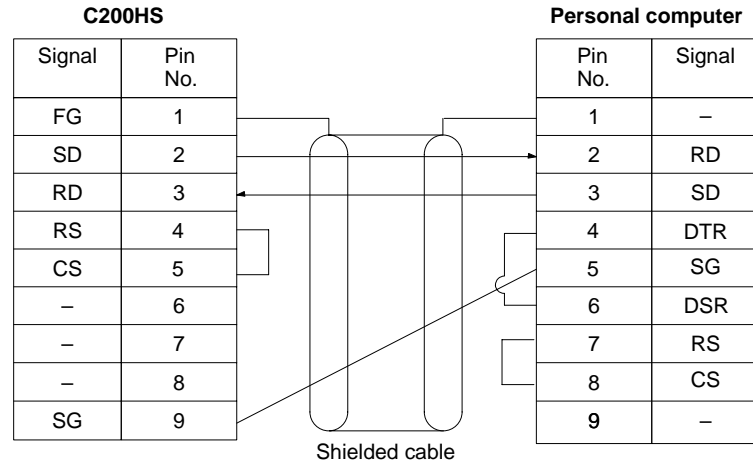 C200HS Personal computer
Signal Pin No. Pin No. Signal
FG 1 1 –
SD 2 2 RD
RD 3 3 SD
RS 4 4 DTR
CS 5 5 SG
– 6 6 DSR
– 7 7 RS
– 8 8 CS
SG 9 9 –
Shielded cable